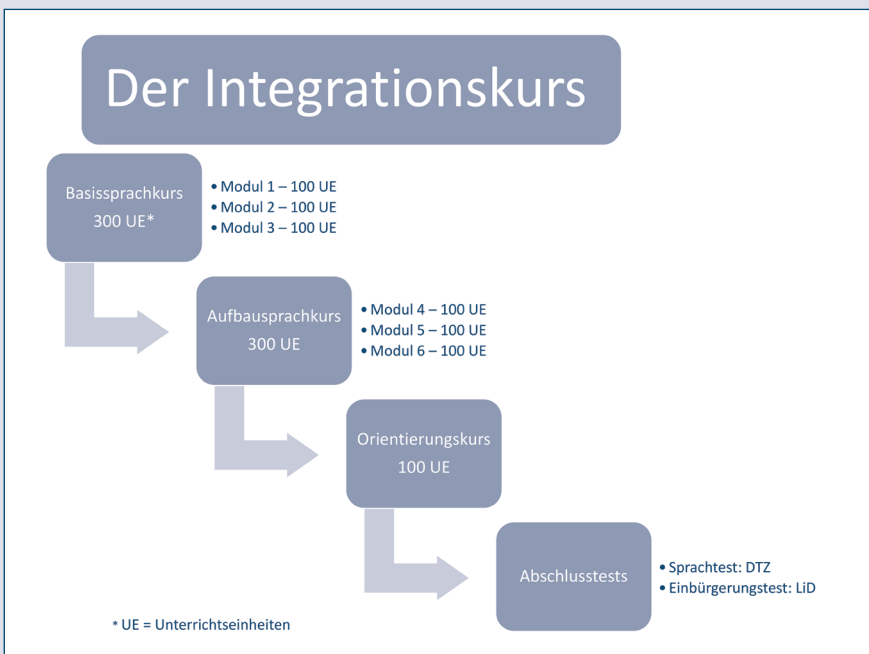 Der Integrationskurs
Basissprachkurs
300 UE*
• Modul 1 – 100 UE
• Modul 2 – 100 UE
• Modul 3 – 100 UE
Aufbausprachkurs
300 UE
• Modul 4 – 100 UE
• Modul 5 – 100 UE
• Modul 6 – 100 UE
Orientierungskurs
100 UE
Abschlusstests
• Sprachtest: DTZ
• Einbürgerungstest: LiD
* UE = Unterrichtseinheiten